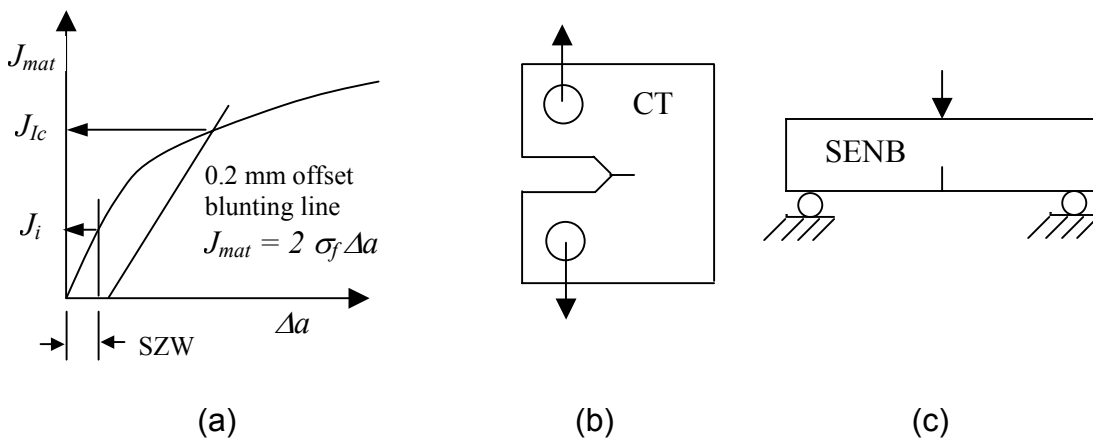 J_mat
J_Ic
J_i
0.2 mm offset
blunting line
J_mat = 2 σ_f Δa
Δa
SZW
(a)
CT
(b)
SENB
(c)